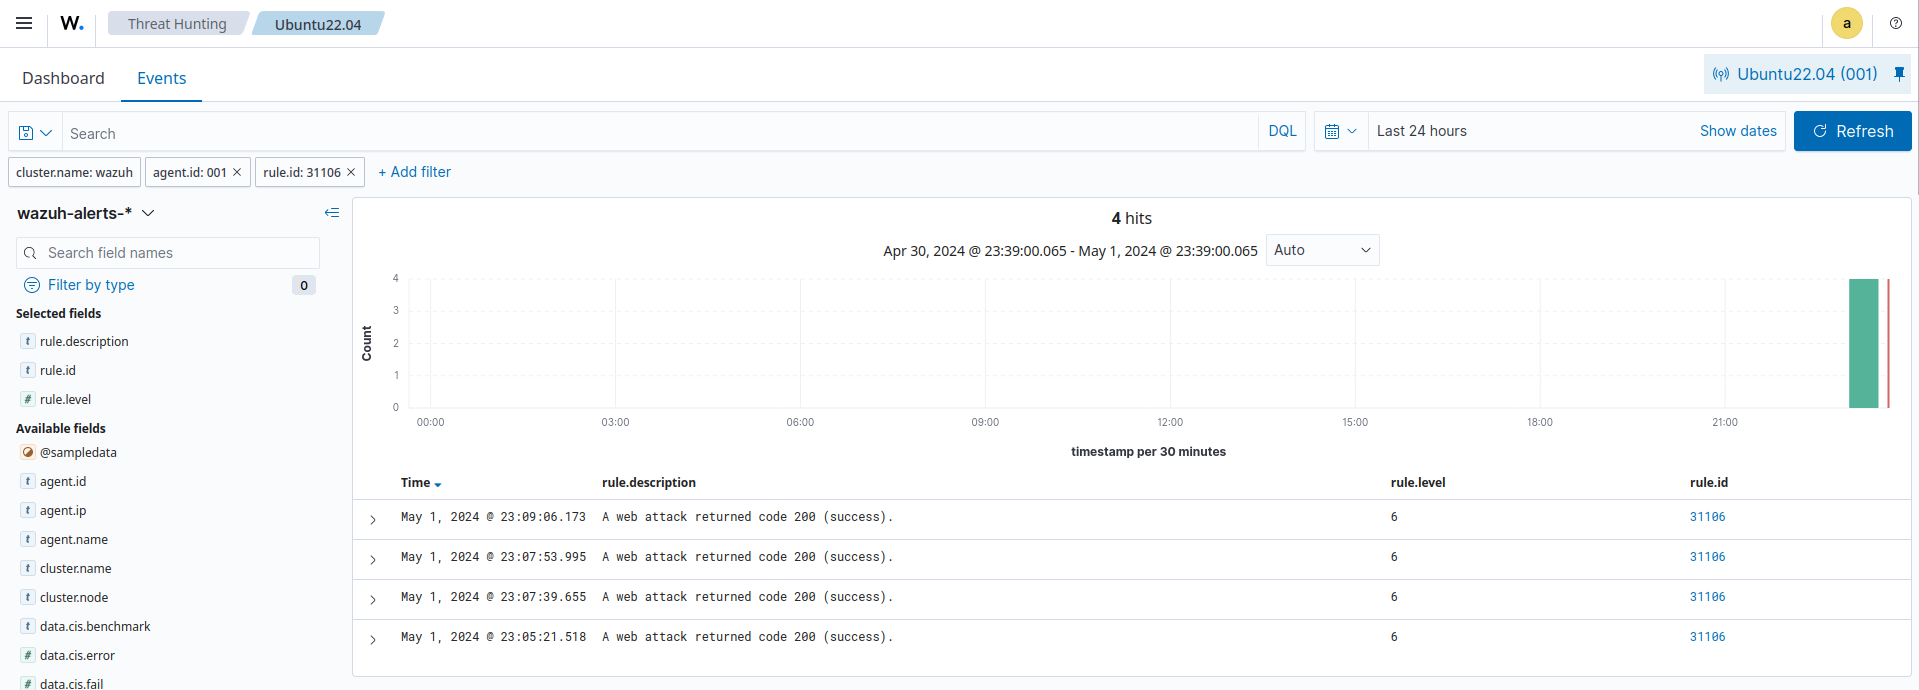 W. Threat Hunting Ubuntu22.04 a
Dashboard Events Ubuntu22.04 (001)
Search DQL Last 24 hours Show dates Refresh
cluster.name: wazuh agent.id: 001 × rule.id: 31106 × + Add filter
wazuh-alerts-*
Search field names
Filter by type 0
Selected fields
t rule.description
t rule.id
# rule.level
Available fields
@sampledata
t agent.id
t agent.ip
t agent.name
t cluster.name
t cluster.node
t data.cis.benchmark
# data.cis.error
# data.cis.fail
4 hits
Apr 30, 2024 @ 23:39:00.065 - May 1, 2024 @ 23:39:00.065 Auto
Count
4
3
2
1
0
00:00 03:00 06:00 09:00 12:00 15:00 18:00 21:00
timestamp per 30 minutes
Time rule.description rule.level rule.id
May 1, 2024 @ 23:09:06.173 A web attack returned code 200 (success). 6 31106
May 1, 2024 @ 23:07:53.995 A web attack returned code 200 (success). 6 31106
May 1, 2024 @ 23:07:39.655 A web attack returned code 200 (success). 6 31106
May 1, 2024 @ 23:05:21.518 A web attack returned code 200 (success). 6 31106